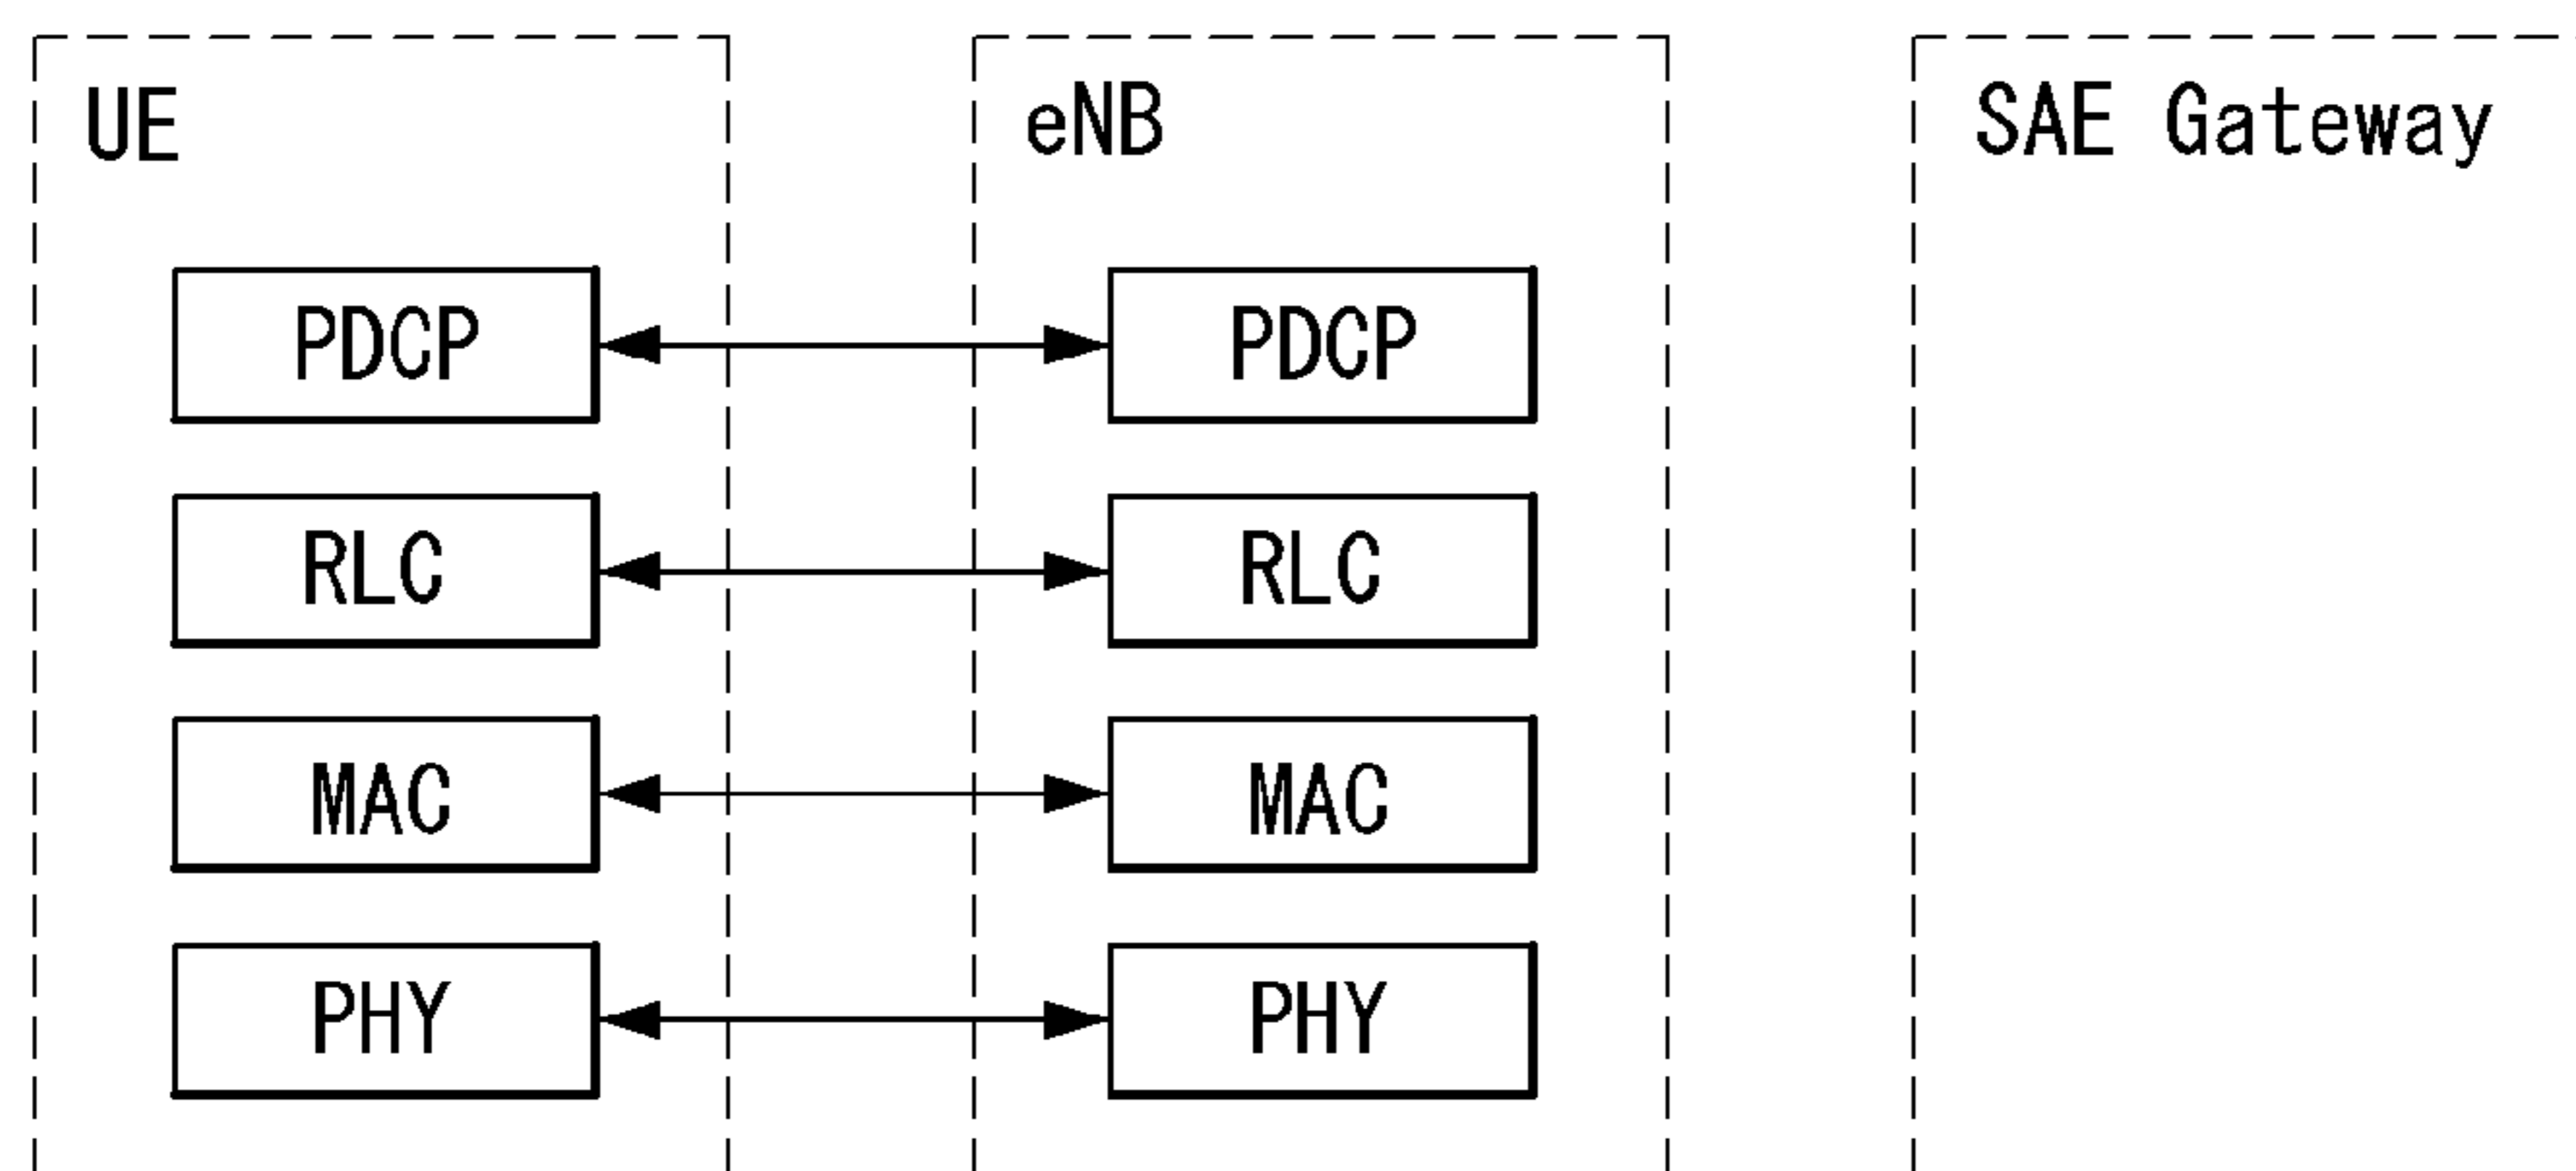 UE
eNB
SAE Gateway
PDCP
PDCP
RLC
RLC
MAC
MAC
PHY
PHY